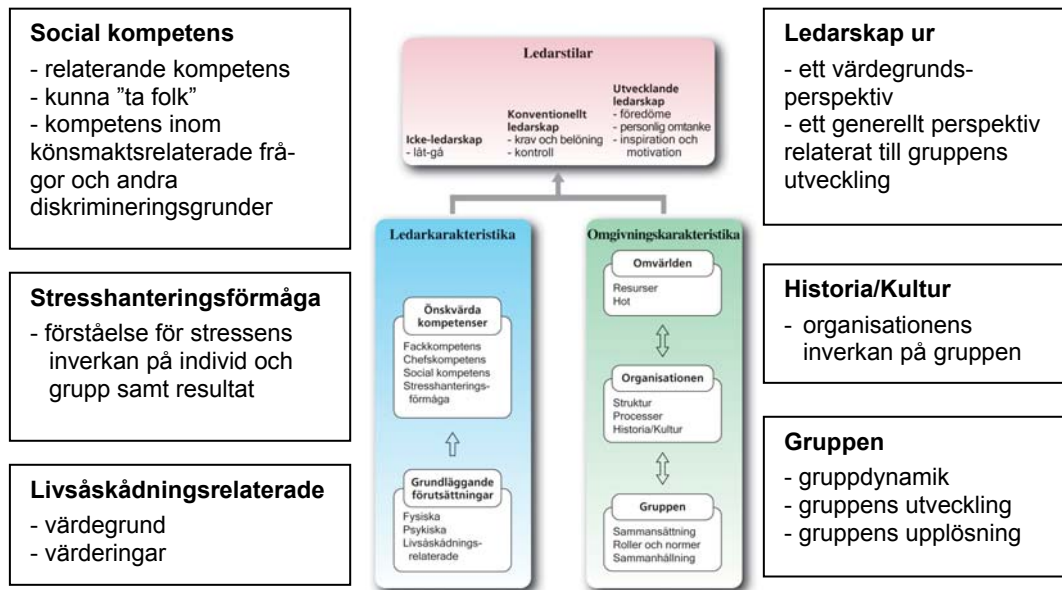 Social kompetens
- relaterande kompetens
- kunna ”ta folk”
- kompetens inom
könsmaktsrelaterade frå-
gor och andra
diskrimineringsgrunder
Stresshanteringsförmåga
- förståelse för stressens
inverkan på individ och
grupp samt resultat
Livsåskådningsrelaterade
- värdegrund
- värderingar
Ledarstilar
Icke-ledarskap
- låt-gå
Konventionellt
ledarskap
- krav och belöning
- kontroll
Utvecklande
ledarskap
- föredöme
- personlig omtanke
- inspiration och
motivation
Ledarkarakteristika
Önskvärda
kompetenser
Fackkompetens
Chefskompetens
Social kompetens
Stresshanterings-
förmåga
Grundläggande
förutsättningar
Fysiska
Psykiska
Livsåskådnings-
relaterade
Omgivningskarakteristika
Omvärlden
Resurser
Hot
Organisationen
Struktur
Processer
Historia/Kultur
Gruppen
Sammansättning
Roller och normer
Sammanhållning
Ledarskap ur
- ett värdegrunds-
perspektiv
- ett generellt perspektiv
relaterat till gruppens
utveckling
Historia/Kultur
- organisationens
inverkan på gruppen
Gruppen
- gruppdynamik
- gruppens utveckling
- gruppens upplösning